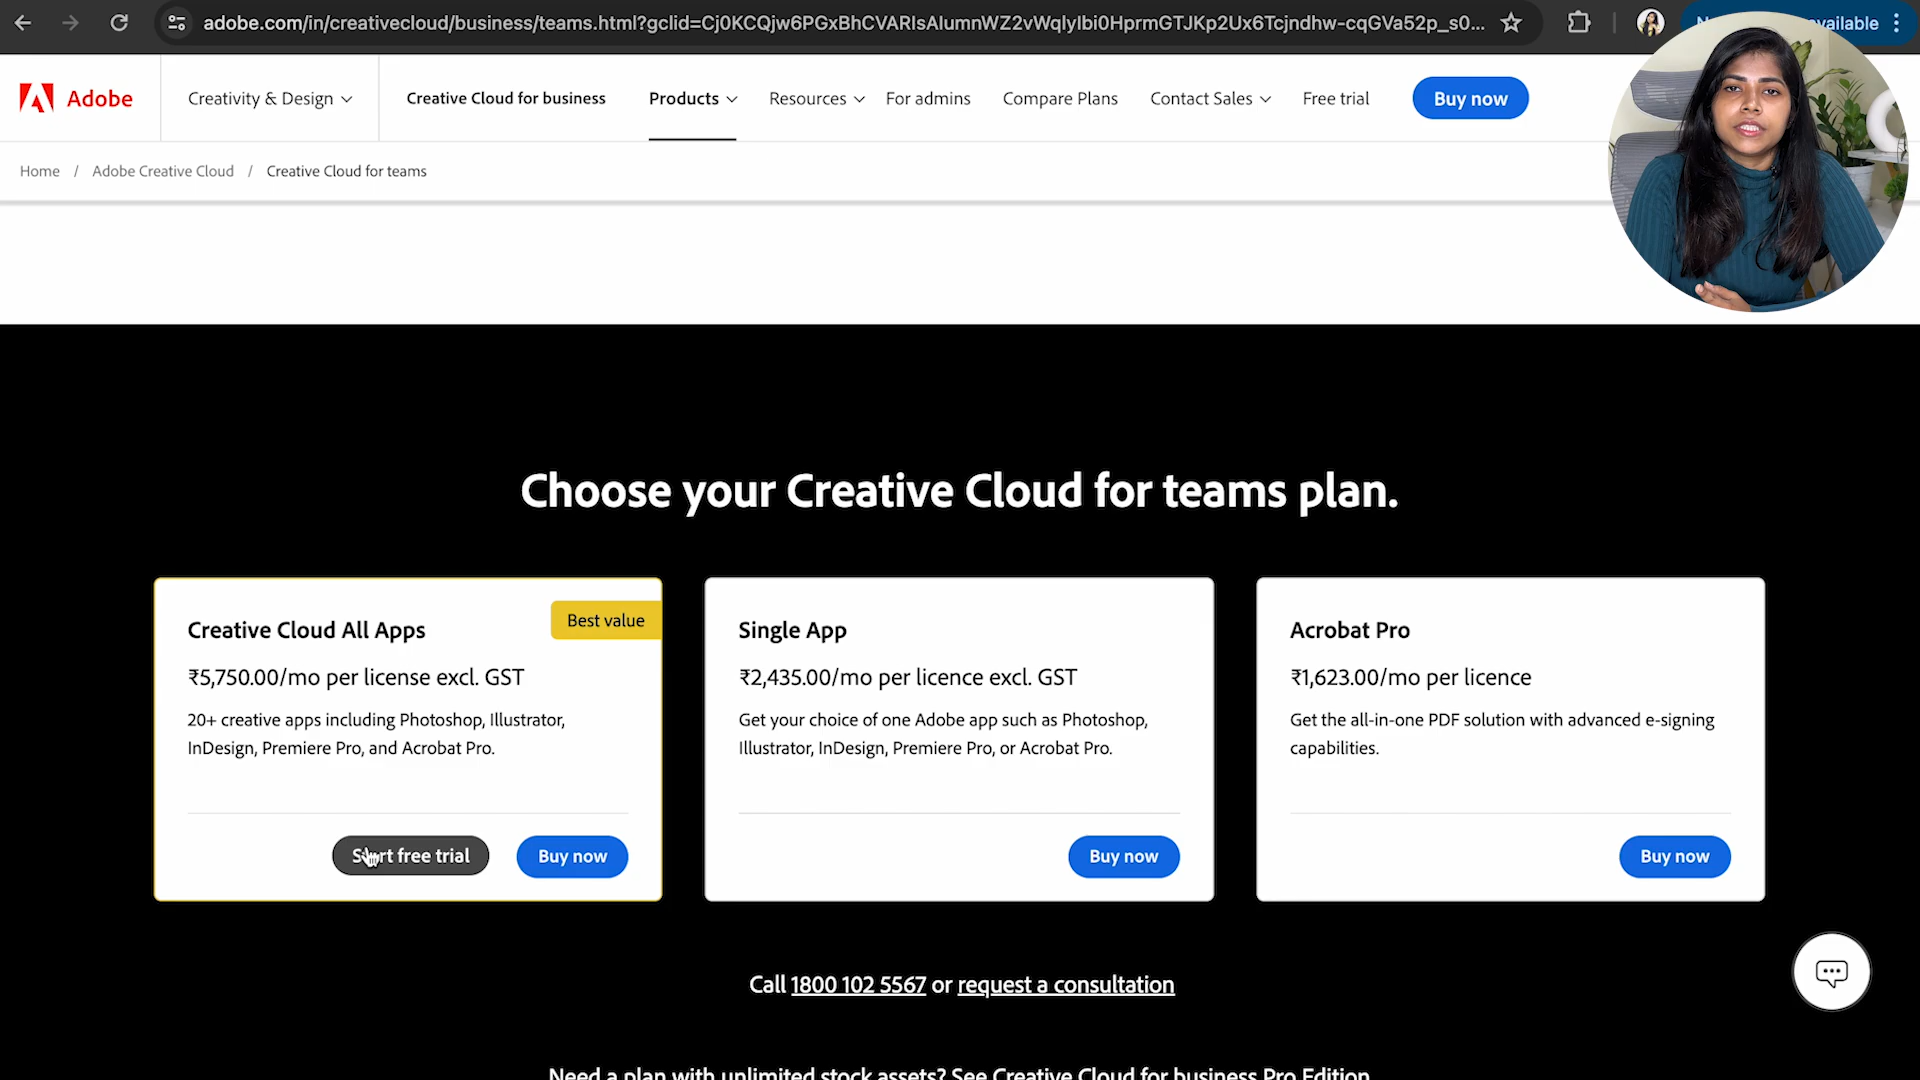 adobe.com/in/creativecloud/business/teams.html?gclid=Cj0KCQjw6PGxBhCVARIsAIumnWZ2vWqlyIbi0HprmGTJKp2Ux6Tcjndhw-cqGVa52p_s0...
available
Adobe
Creativity & Design
Creative Cloud for business
Products
Resources
For admins
Compare Plans
Contact Sales
Free trial
Buy now
Home / Adobe Creative Cloud / Creative Cloud for teams
Choose your Creative Cloud for teams plan.
Best value
Creative Cloud All Apps
₹5,750.00/mo per license excl. GST
20+ creative apps including Photoshop, Illustrator,
InDesign, Premiere Pro, and Acrobat Pro.
Start free trial
Buy now
Single App
₹2,435.00/mo per licence excl. GST
Get your choice of one Adobe app such as Photoshop,
Illustrator, InDesign, Premiere Pro, or Acrobat Pro.
Buy now
Acrobat Pro
₹1,623.00/mo per licence
Get the all-in-one PDF solution with advanced e-signing
capabilities.
Buy now
Call 1800 102 5567 or request a consultation
Need a plan with unlimited stock assets? See Creative Cloud for business Pro Edition